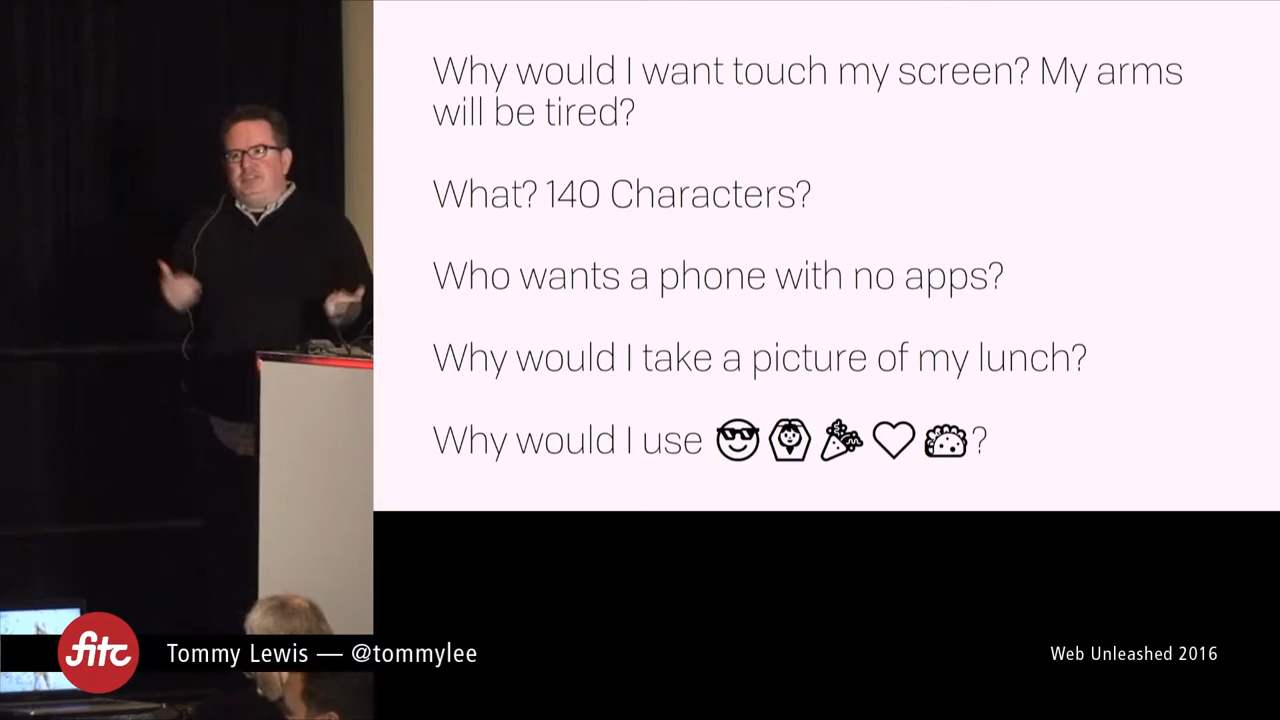 Why would I want touch my screen? My arms
will be tired?
What? 140 Characters?
Who wants a phone with no apps?
Why would I take a picture of my lunch?
Why would I use 😎🙆🎉♡🌮?
fitc
Tommy Lewis — @tommylee
Web Unleashed 2016